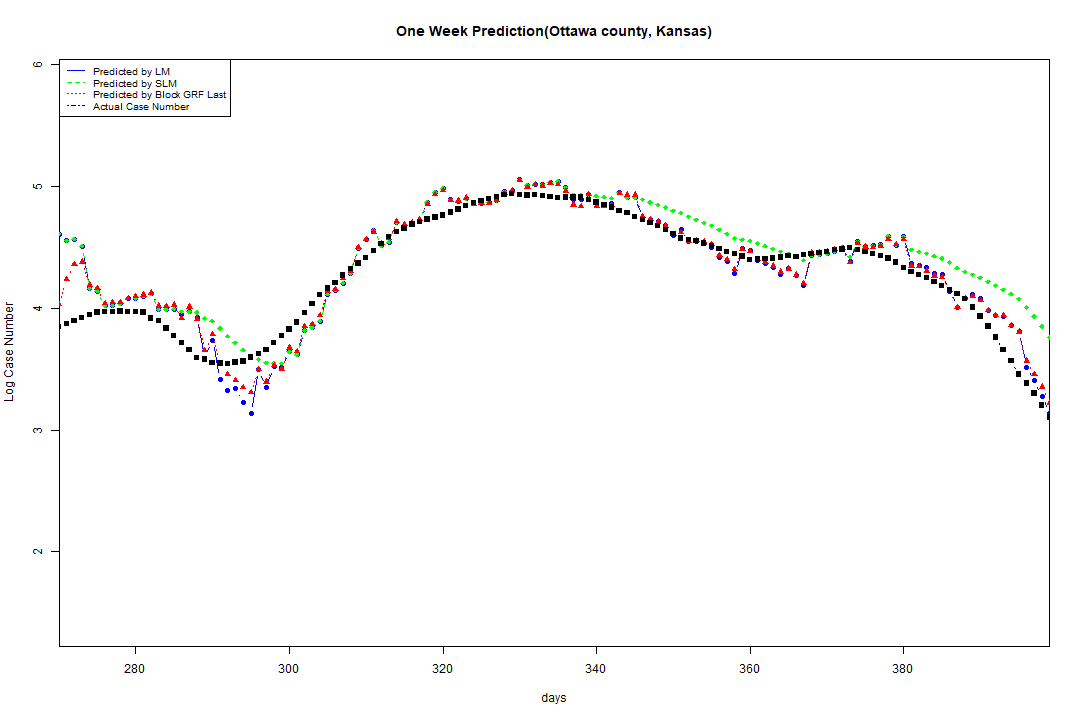 One Week Prediction(Ottawa county, Kansas)
Predicted by LM
Predicted by SLM
Predicted by Block GRF Last
Actual Case Number
Log Case Number
6
5
4
3
2
280 300 320 340 360 380
days